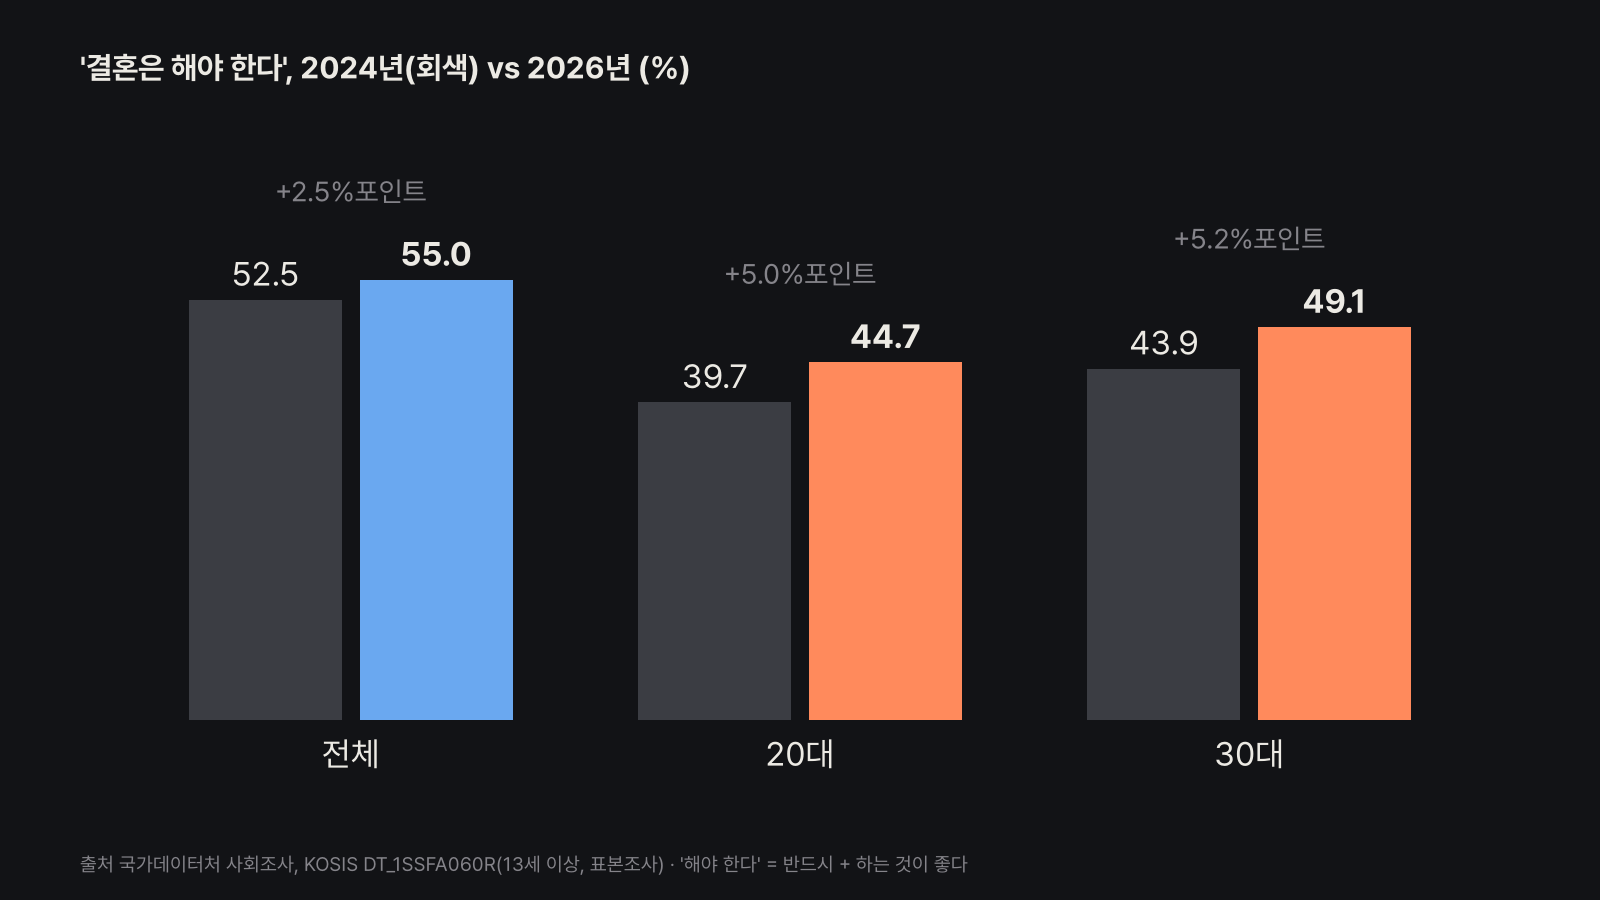 '결혼은 해야 한다', 2024년(회색) vs 2026년 (%)
+2.5%포인트
52.5
55.0
전체
+5.0%포인트
39.7
44.7
20대
+5.2%포인트
43.9
49.1
30대
출처 국가데이터처 사회조사, KOSIS DT_1SSFA060R(13세 이상, 표본조사) · '해야 한다' = 반드시 + 하는 것이 좋다